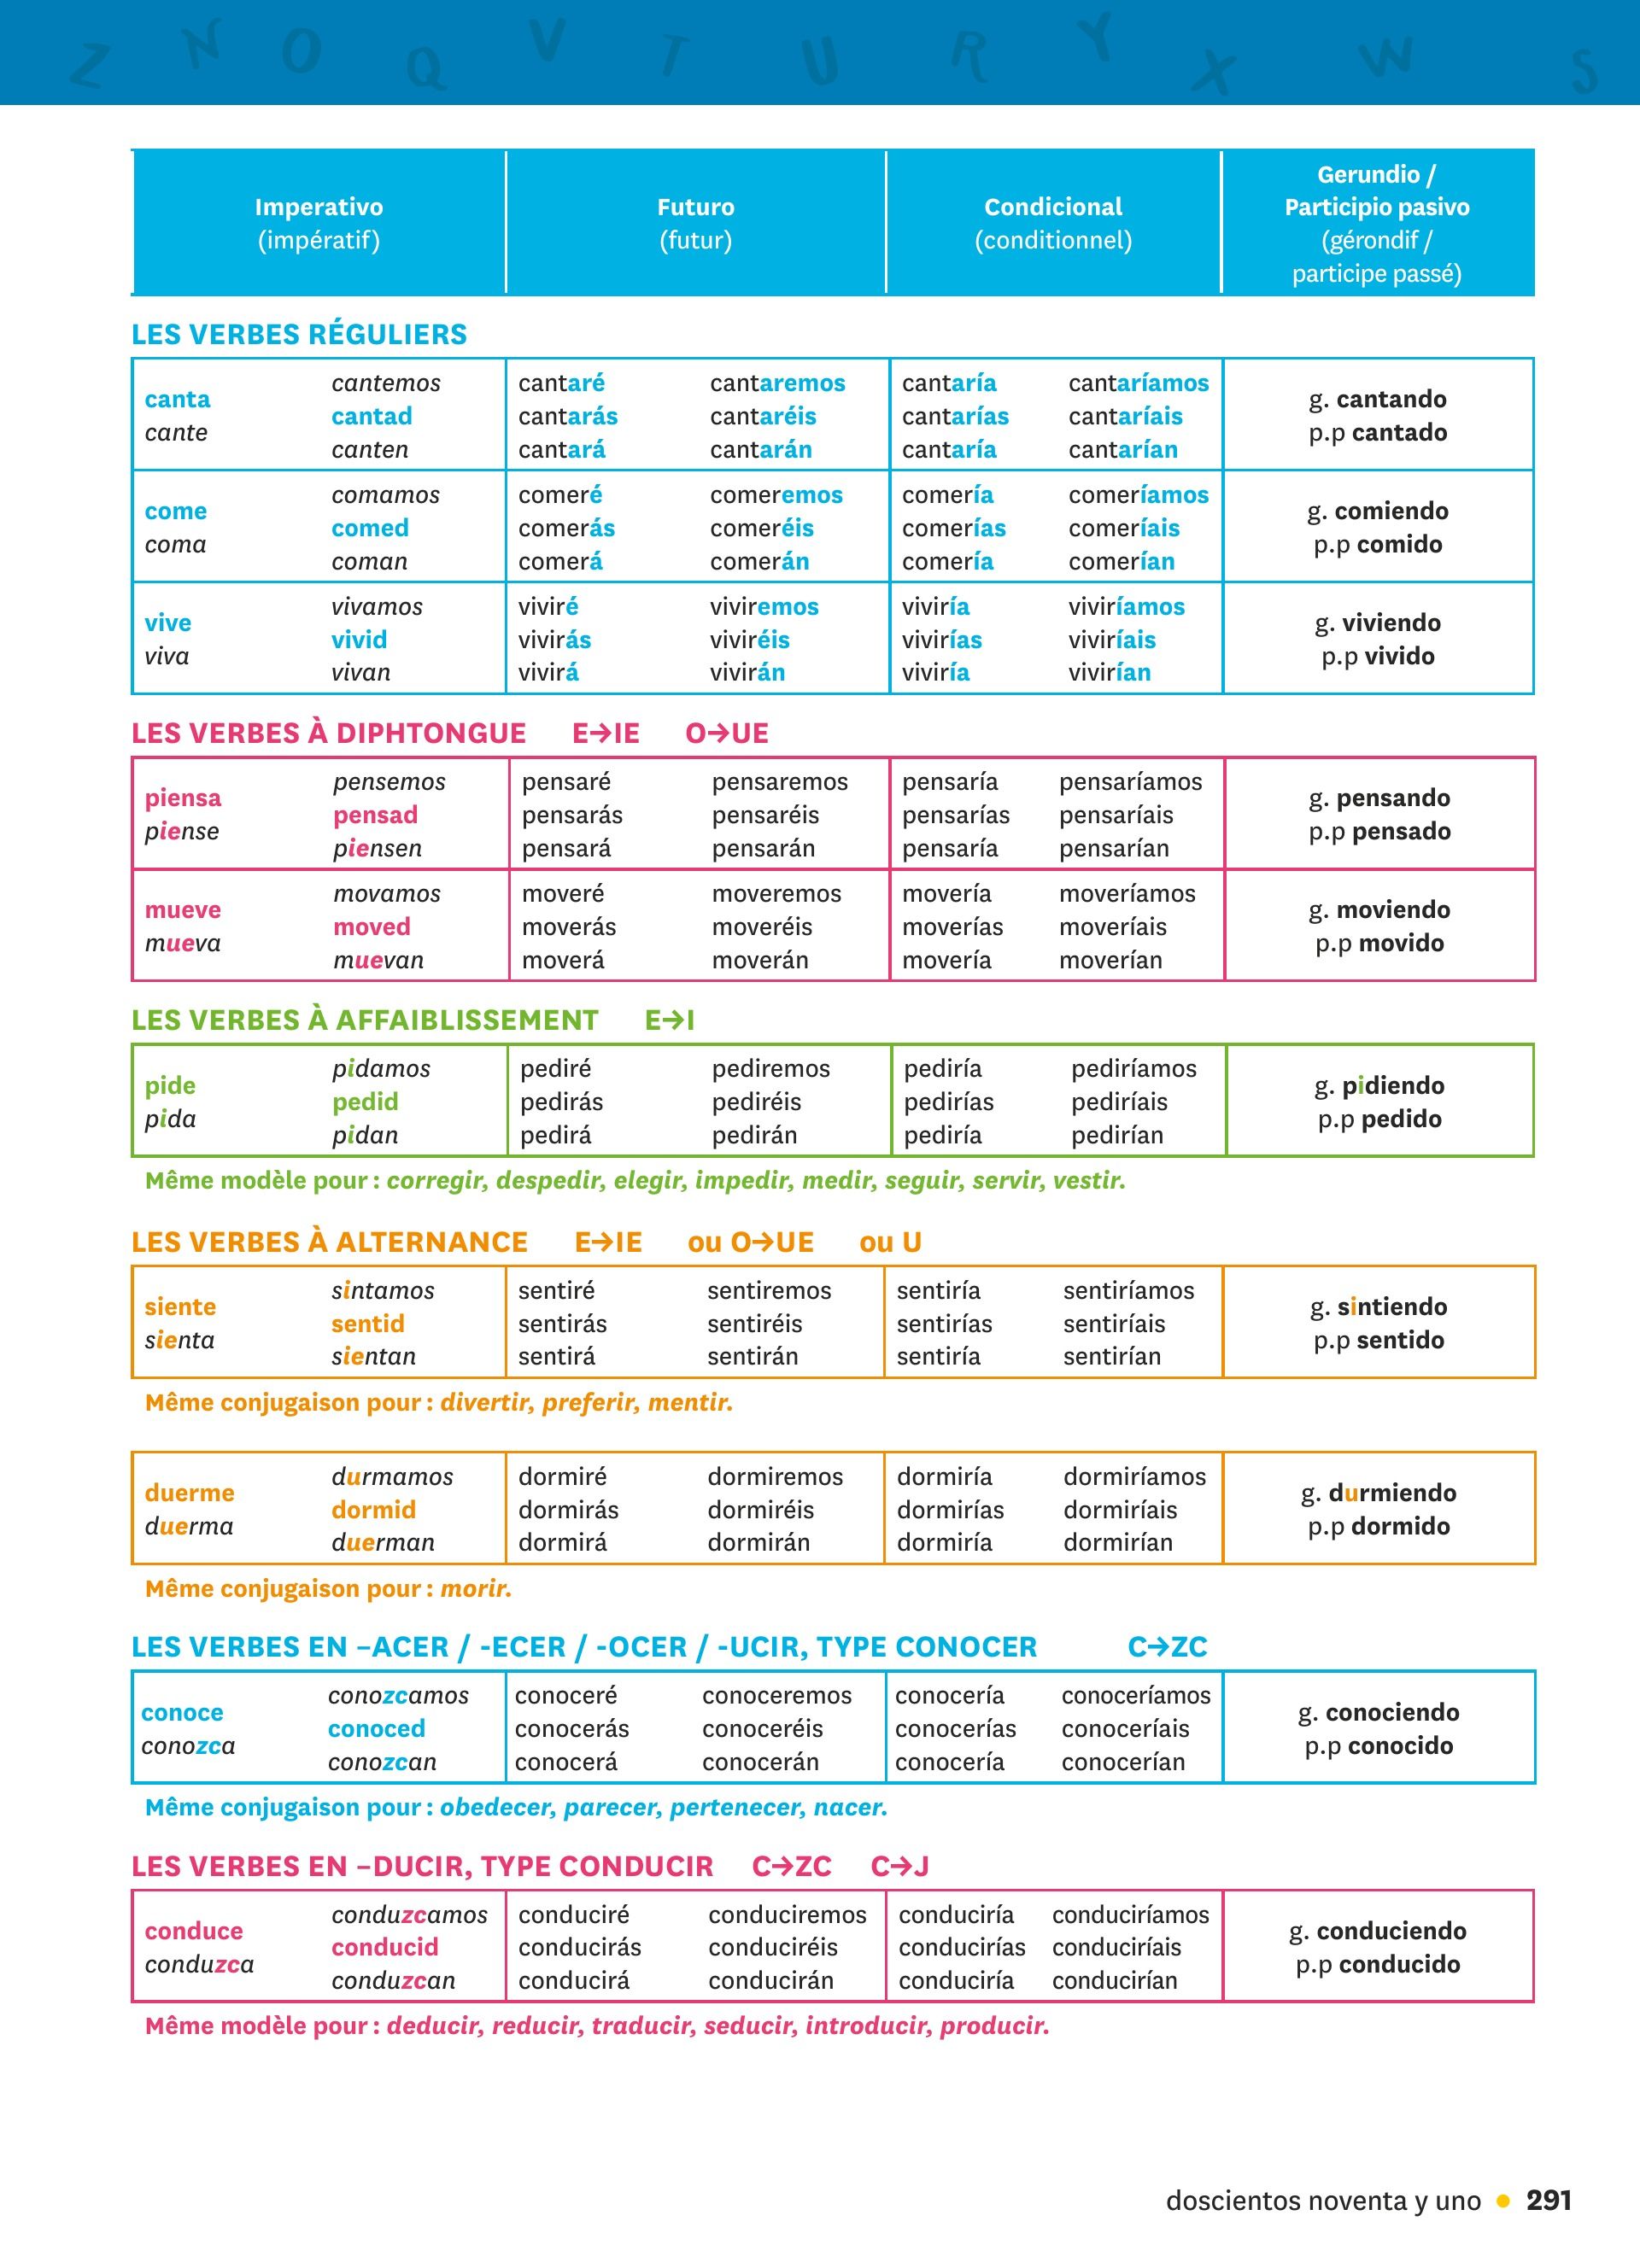 Z N O Q V T U R Y X W S
Imperativo
(impératif)
Futuro
(futur)
Condicional
(conditionnel)
Gerundio /
Participio pasivo
(gérondif /
participe passé)
LES VERBES RÉGULIERS
canta
cante
cantemos
cantad
canten
cantaré
cantarás
cantará
cantaremos
cantaréis
cantarán
cantaría
cantarías
cantaría
cantaríamos
cantaríais
cantarían
g. cantando
p.p cantado
come
coma
comamos
comed
coman
comeré
comerás
comerá
comeremos
comeréis
comerán
comería
comerías
comería
comeríamos
comeríais
comerían
g. comiendo
p.p comido
vive
viva
vivamos
vivid
vivan
viviré
vivirás
vivirá
viviremos
viviréis
vivirán
viviría
vivirías
viviría
viviríamos
viviríais
vivirían
g. viviendo
p.p vivido
LES VERBES À DIPHTONGUE E→IE O→UE
piensa
piense
pensemos
pensad
piensen
pensaré
pensarás
pensará
pensaremos
pensaréis
pensarán
pensaría
pensarías
pensaría
pensaríamos
pensaríais
pensarían
g. pensando
p.p pensado
mueve
mueva
movamos
moved
muevan
moveré
moverás
moverá
moveremos
moveréis
moverán
movería
moverías
movería
moveríamos
moveríais
moverían
g. moviendo
p.p movido
LES VERBES À AFFAIBLISSEMENT E→I
pide
pida
pidamos
pedid
pidan
pediré
pedirás
pedirá
pediremos
pediréis
pedirán
pediría
pedirías
pediría
pediríamos
pediríais
pedirían
g. pidiendo
p.p pedido
Même modèle pour : corregir, despedir, elegir, impedir, medir, seguir, servir, vestir.
LES VERBES À ALTERNANCE E→IE ou O→UE ou U
siente
sienta
sintamos
sentid
sientan
sentiré
sentirás
sentirá
sentiremos
sentiréis
sentirán
sentiría
sentirías
sentiría
sentiríamos
sentiríais
sentirían
g. sintiendo
p.p sentido
Même conjugaison pour : divertir, preferir, mentir.
duerme
duerma
durmamos
dormid
duerman
dormiré
dormirás
dormirá
dormiremos
dormiréis
dormirán
dormiría
dormirías
dormiría
dormiríamos
dormiríais
dormirían
g. durmiendo
p.p dormido
Même conjugaison pour : morir.
LES VERBES EN –ACER / -ECER / -OCER / -UCIR, TYPE CONOCER C→ZC
conoce
conozca
conozcamos
conoced
conozcan
conoceré
conocerás
conocerá
conoceremos
conoceréis
conocerán
conocería
conocerías
conocería
conoceríamos
conoceríais
conocerían
g. conociendo
p.p conocido
Même conjugaison pour : obedecer, parecer, pertenecer, nacer.
LES VERBES EN –DUCIR, TYPE CONDUCIR C→ZC C→J
conduce
conduzca
conduzcamos
conducid
conduzcan
conduciré
conducirás
conducirá
conduciremos
conduciréis
conducirán
conduciría
conducirías
conduciría
conduciríamos
conduciríais
conducirían
g. conduciendo
p.p conducido
Même modèle pour : deducir, reducir, traducir, seducir, introducir, producir.
doscientos noventa y uno • 291